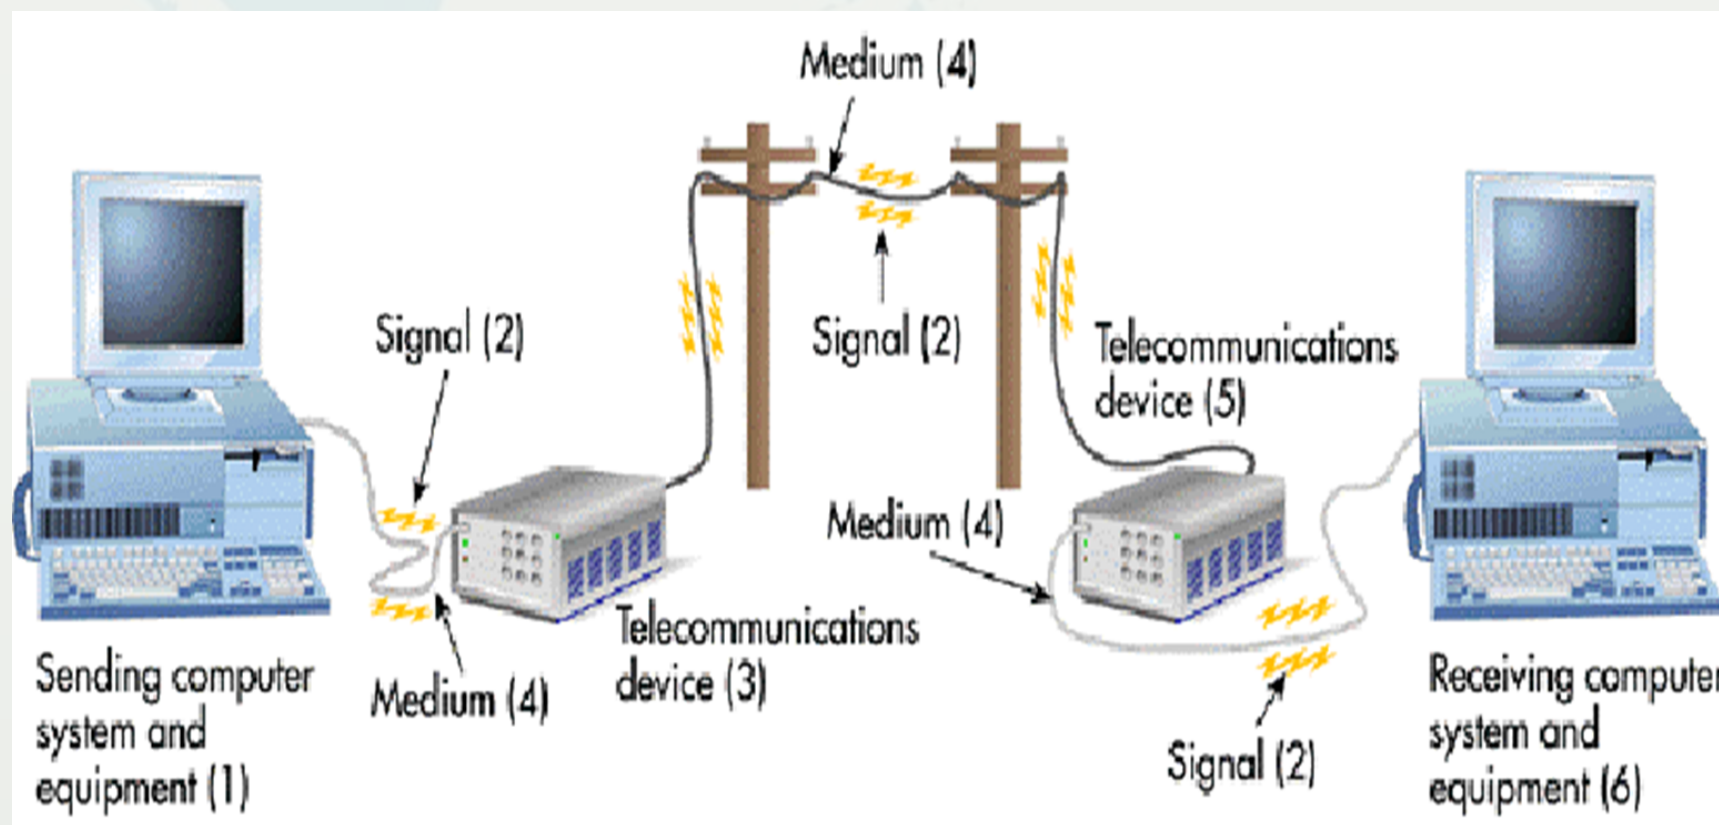 Medium (4)
Signal (2)
Signal (2)
Telecommunications
device (5)
Medium (4)
Telecommunications
device (3)
Medium (4)
Sending computer
system and
equipment (1)
Signal (2)
Receiving computer
system and
equipment (6)